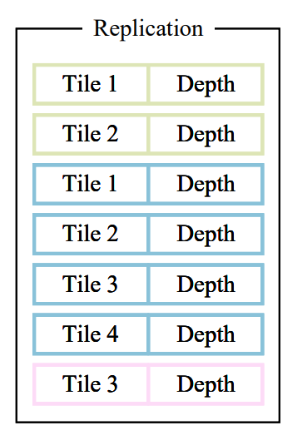 Replication
Tile 1 Depth
Tile 2 Depth
Tile 1 Depth
Tile 2 Depth
Tile 3 Depth
Tile 4 Depth
Tile 3 Depth